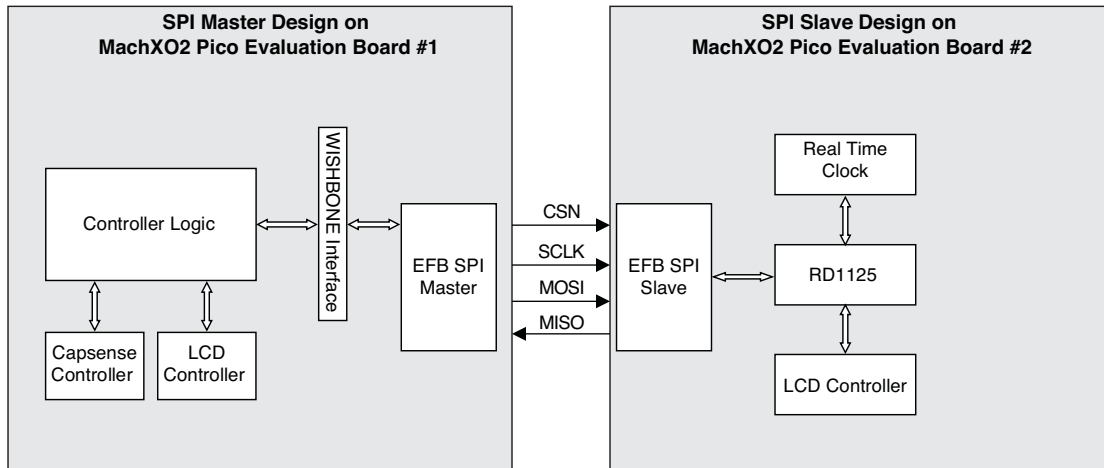 SPI Master Design on
MachXO2 Pico Evaluation Board #1
Controller Logic
WISHBONE Interface
EFB SPI
Master
Capsense
Controller
LCD
Controller
CSN
SCLK
MOSI
MISO
SPI Slave Design on
MachXO2 Pico Evaluation Board #2
Real Time
Clock
EFB SPI
Slave
RD1125
LCD Controller